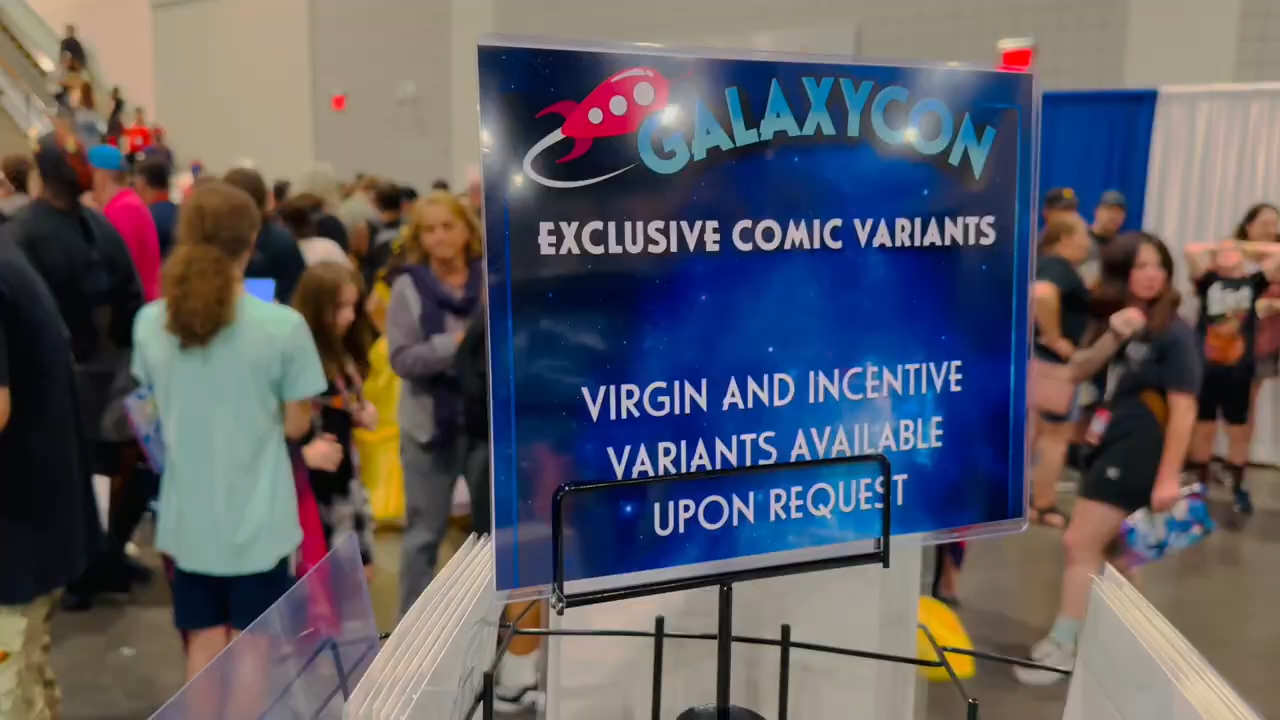 GALAXYCON
EXCLUSIVE COMIC VARIANTS
VIRGIN AND INCENTIVE
VARIANTS AVAILABLE
UPON REQUEST